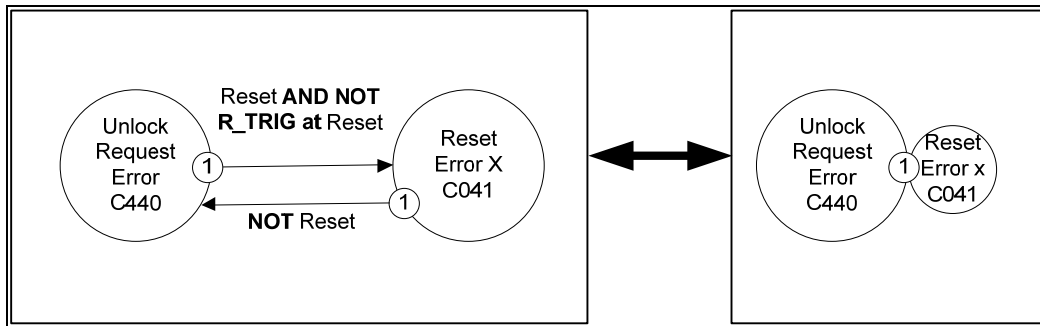 Unlock
Request
Error
C440
1
Reset AND NOT
R_TRIG at Reset
Reset
Error X
C041
1
NOT Reset
Unlock
Request
Error
C440
1
Reset
Error x
C041